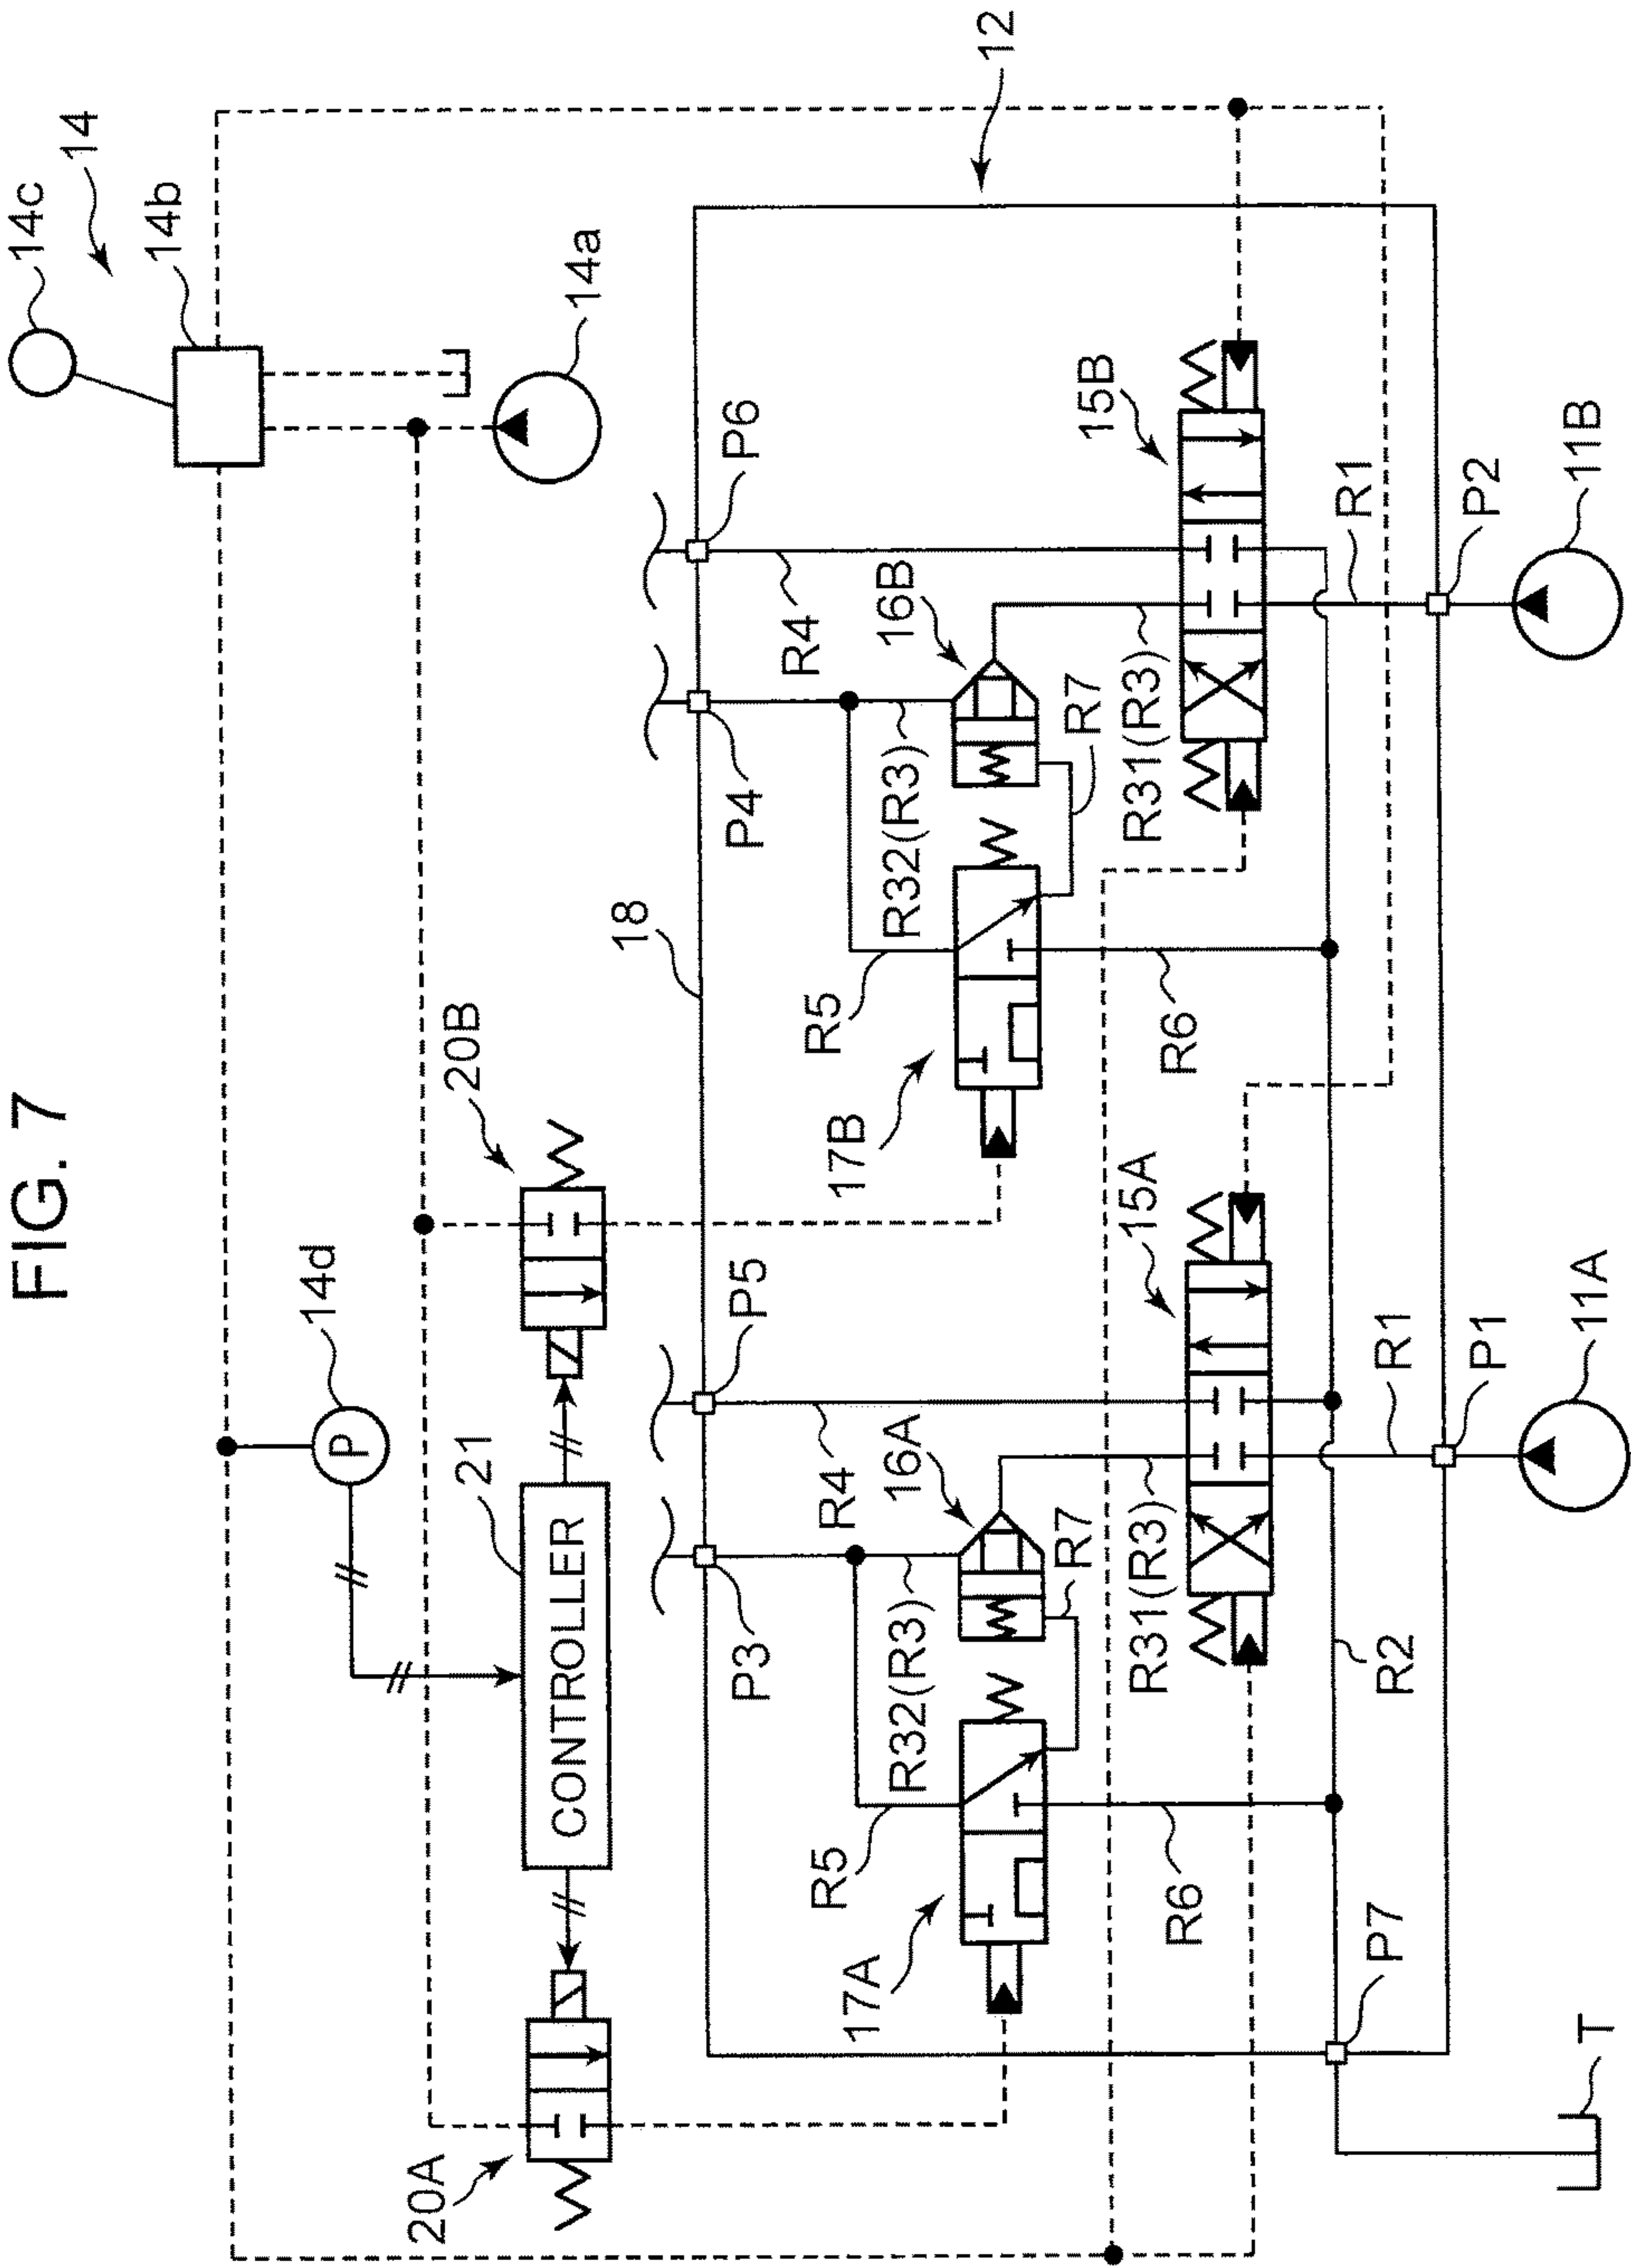 FIG. 7
14c
14
14b
14a
12
14d
P
21
CONTROLLER
20A
20B
18
P3
P5
P4
P6
R4
R4
R5
R32(R3)
16A
R7
17A
R31(R3)
15A
R6
R5
R32(R3)
16B
R7
17B
R31(R3)
15B
R6
R2
R1
R1
P7
P1
P2
T
11A
11B